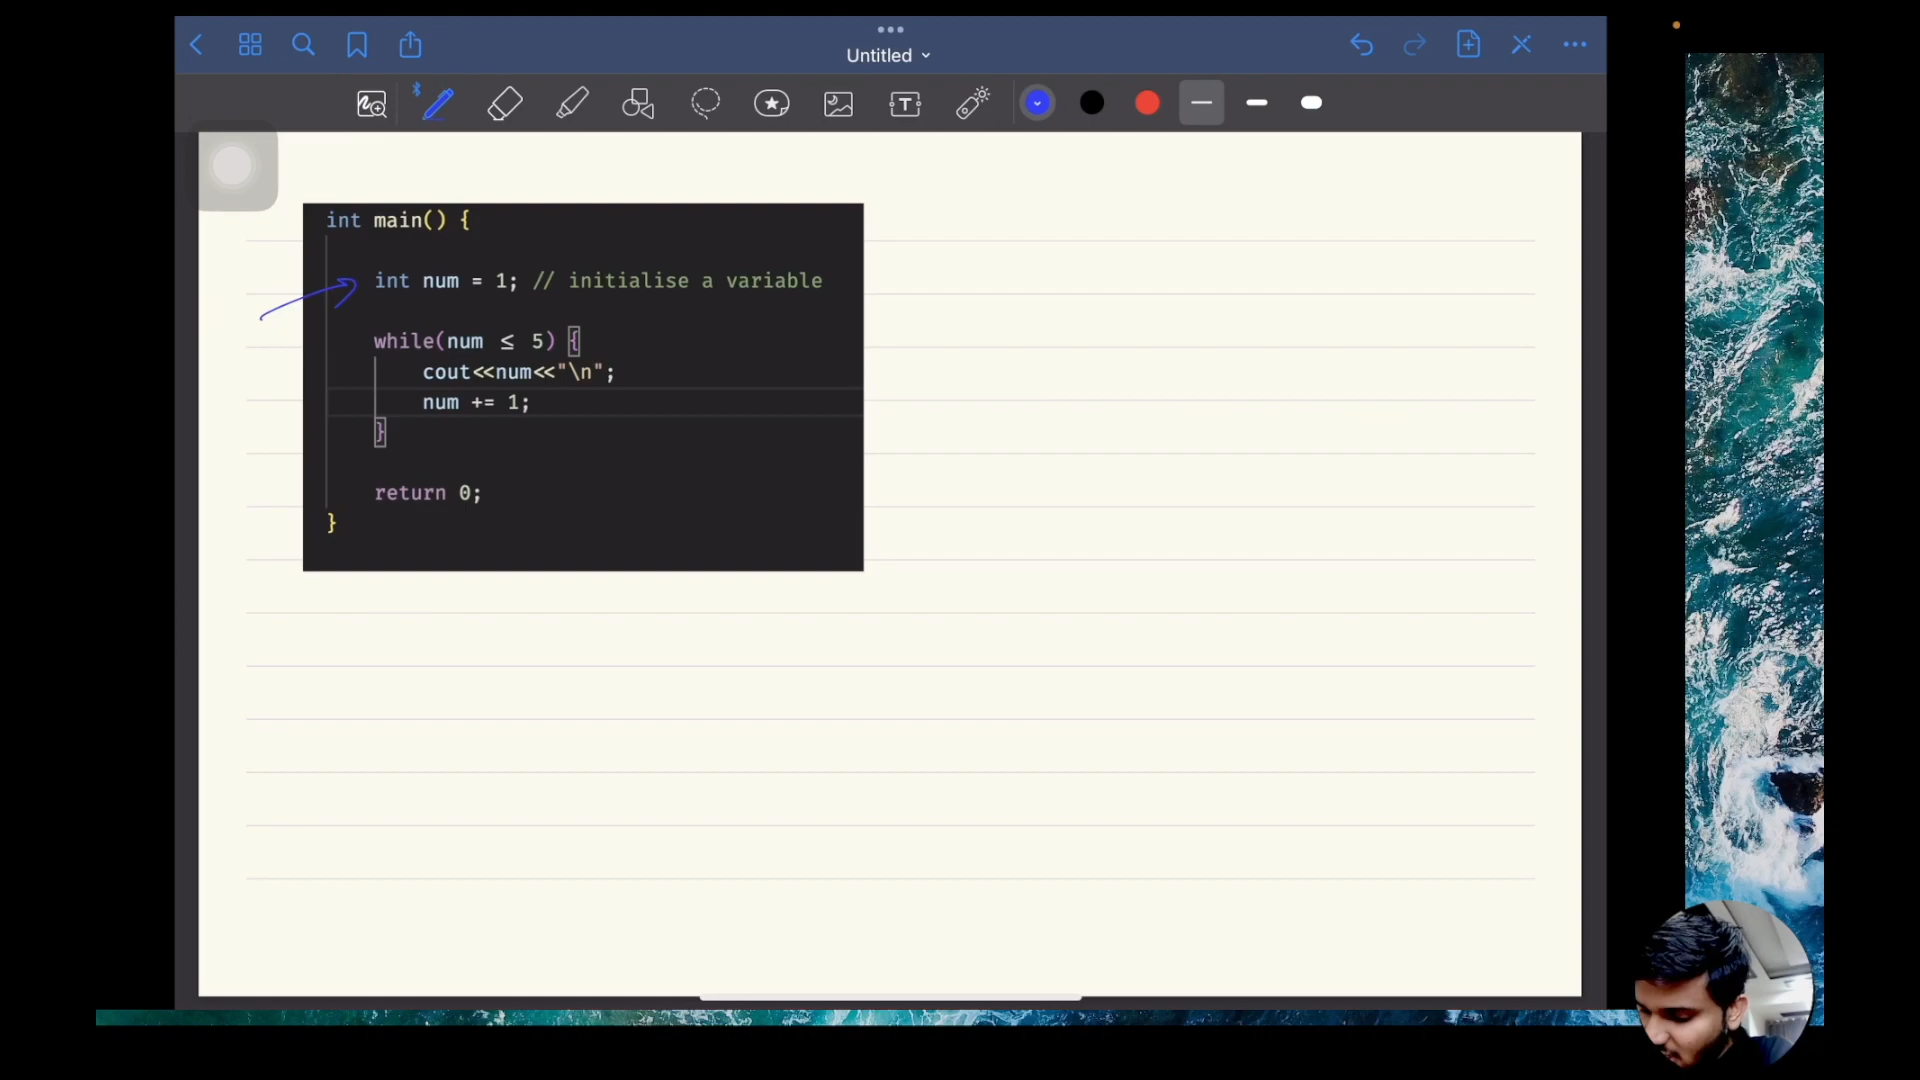 Untitled
int main() {
int num = 1; // initialise a variable
while(num ≤ 5) {
cout<<num<<"\n";
num += 1;
}
return 0;
}